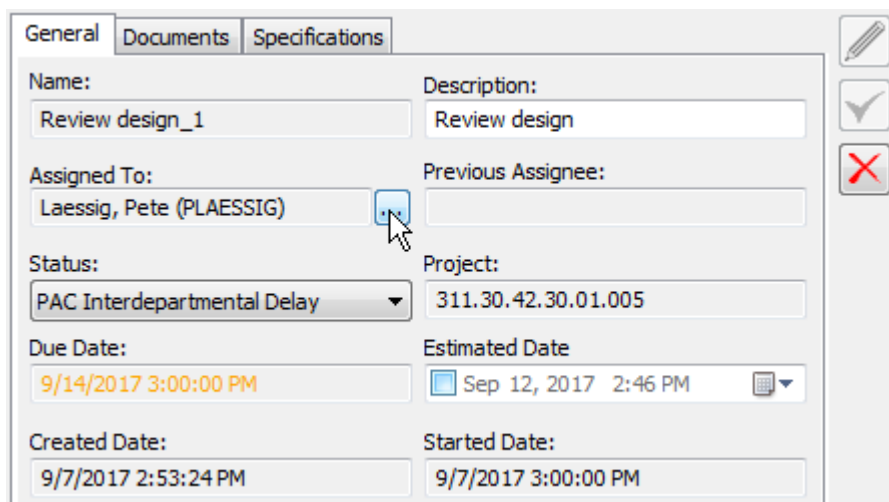 General Documents Specifications
Name: Description:
Review design_1 Review design
Assigned To: Previous Assignee:
Laessig, Pete (PLAESSIG) ...
Status: Project:
PAC Interdepartmental Delay 311.30.42.30.01.005
Due Date: Estimated Date
9/14/2017 3:00:00 PM Sep 12, 2017 2:46 PM
Created Date: Started Date:
9/7/2017 2:53:24 PM 9/7/2017 3:00:00 PM